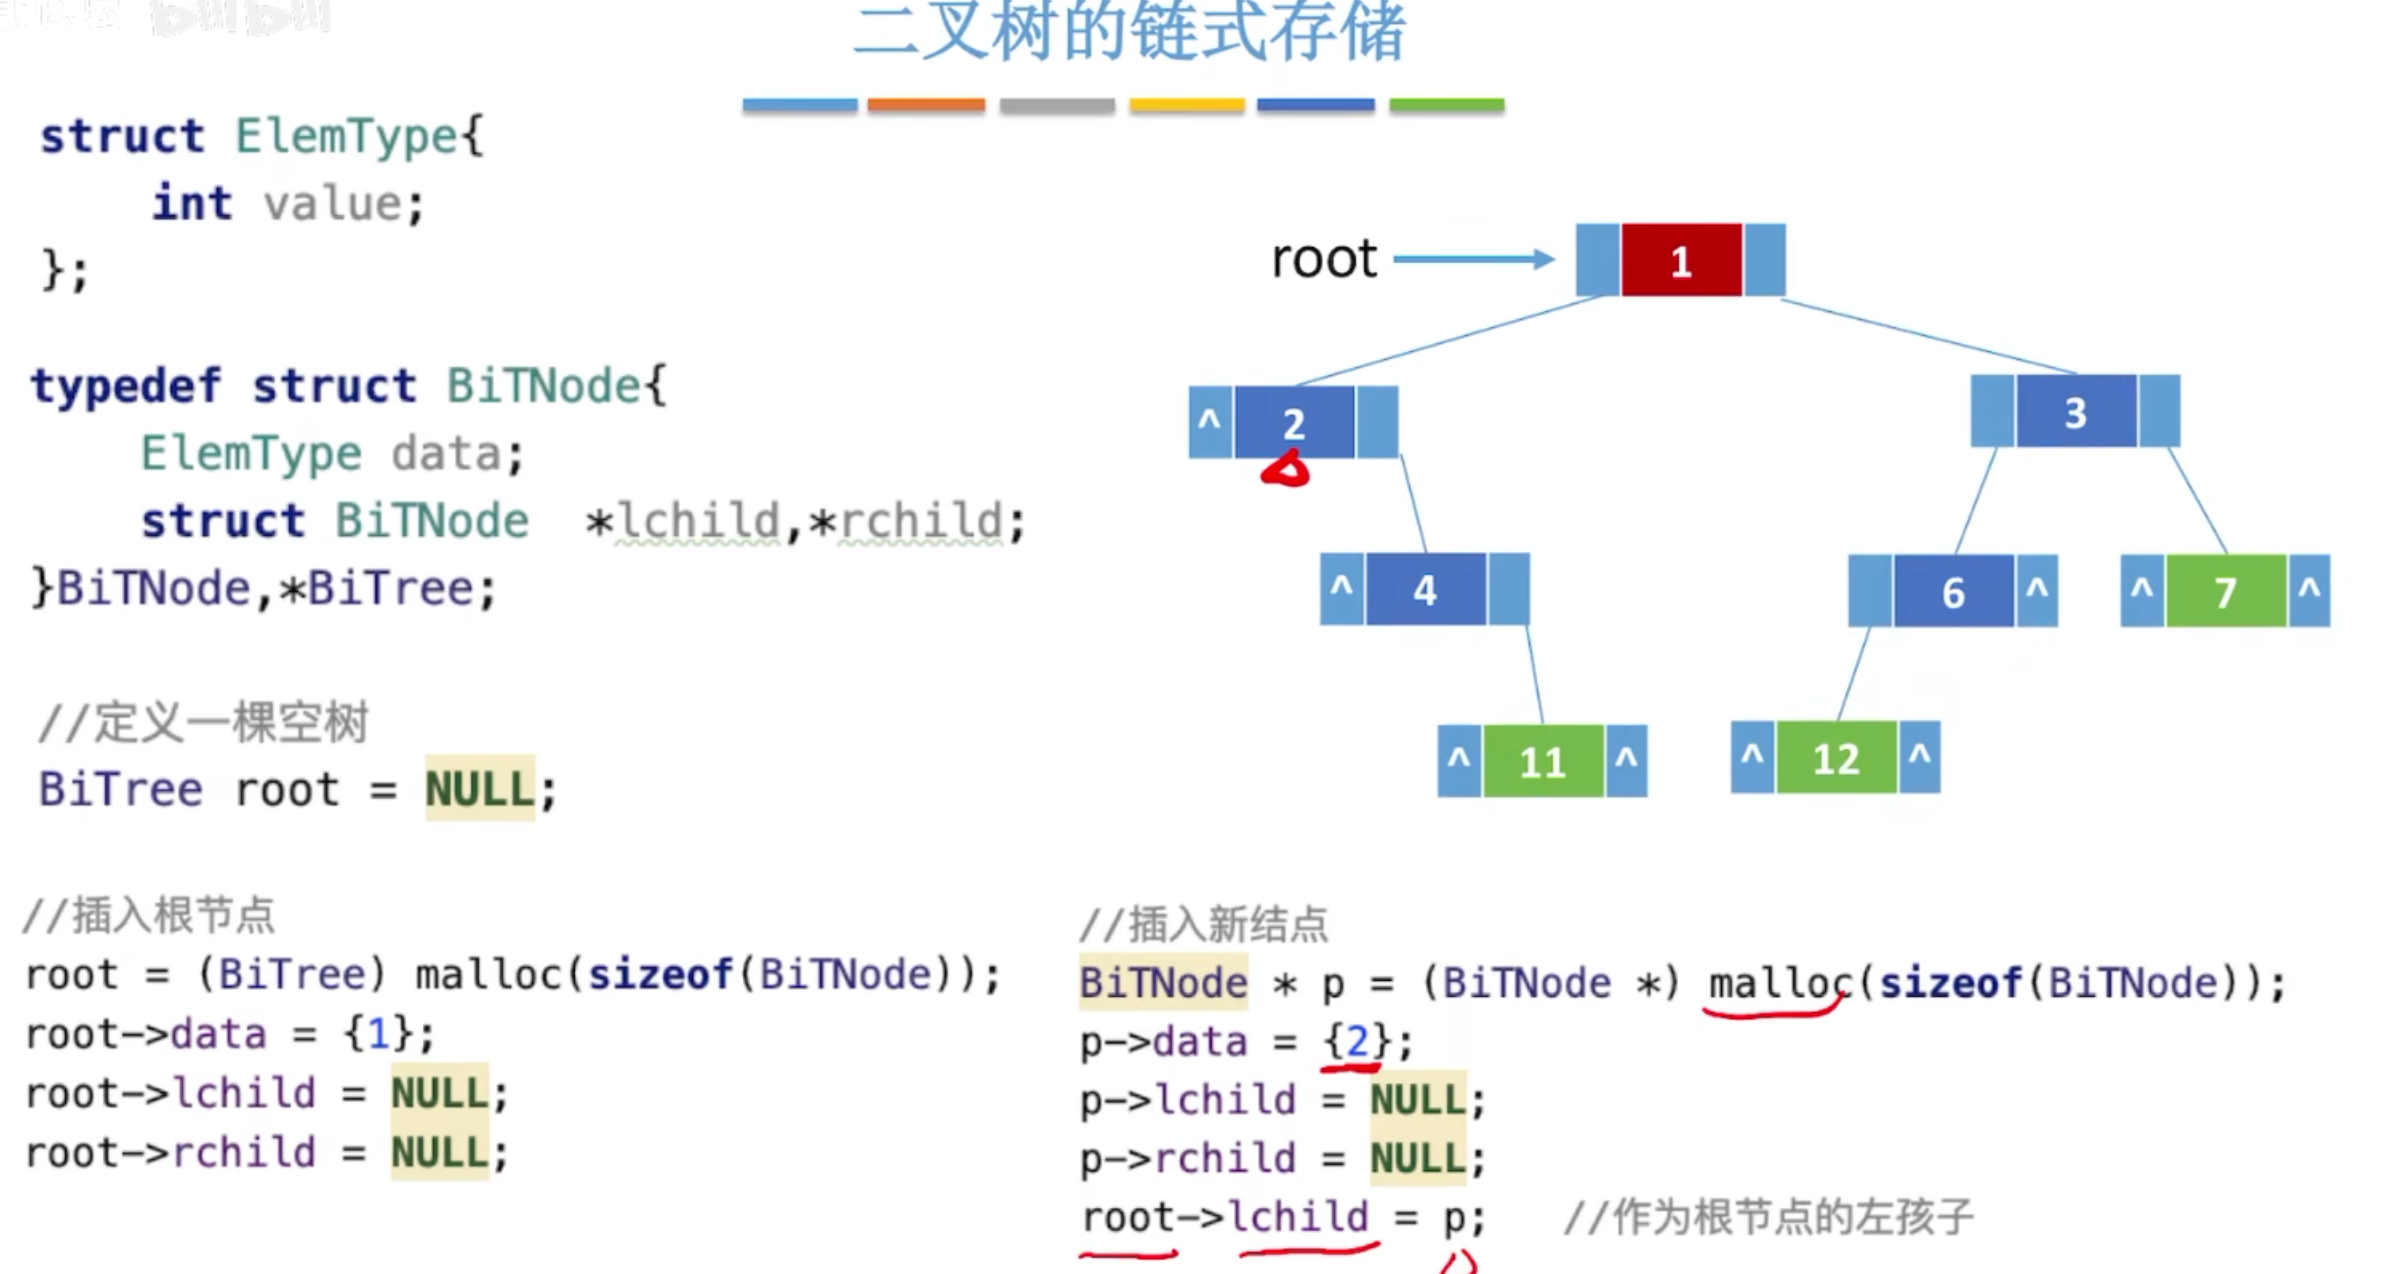 二叉树的链式存储
struct ElemType{
int value;
};
typedef struct BiTNode{
ElemType data;
struct BiTNode *lchild,*rchild;
}BiTNode,*BiTree;
//定义一棵空树
BiTree root = NULL;
//插入根节点
root = (BiTree) malloc(sizeof(BiTNode));
root->data = {1};
root->lchild = NULL;
root->rchild = NULL;
root
1
^ 2
3
^ 4
6 ^
^ 7 ^
^ 11 ^
^ 12 ^
//插入新结点
BiTNode * p = (BiTNode *) malloc(sizeof(BiTNode));
p->data = {2};
p->lchild = NULL;
p->rchild = NULL;
root->lchild = p; //作为根节点的左孩子